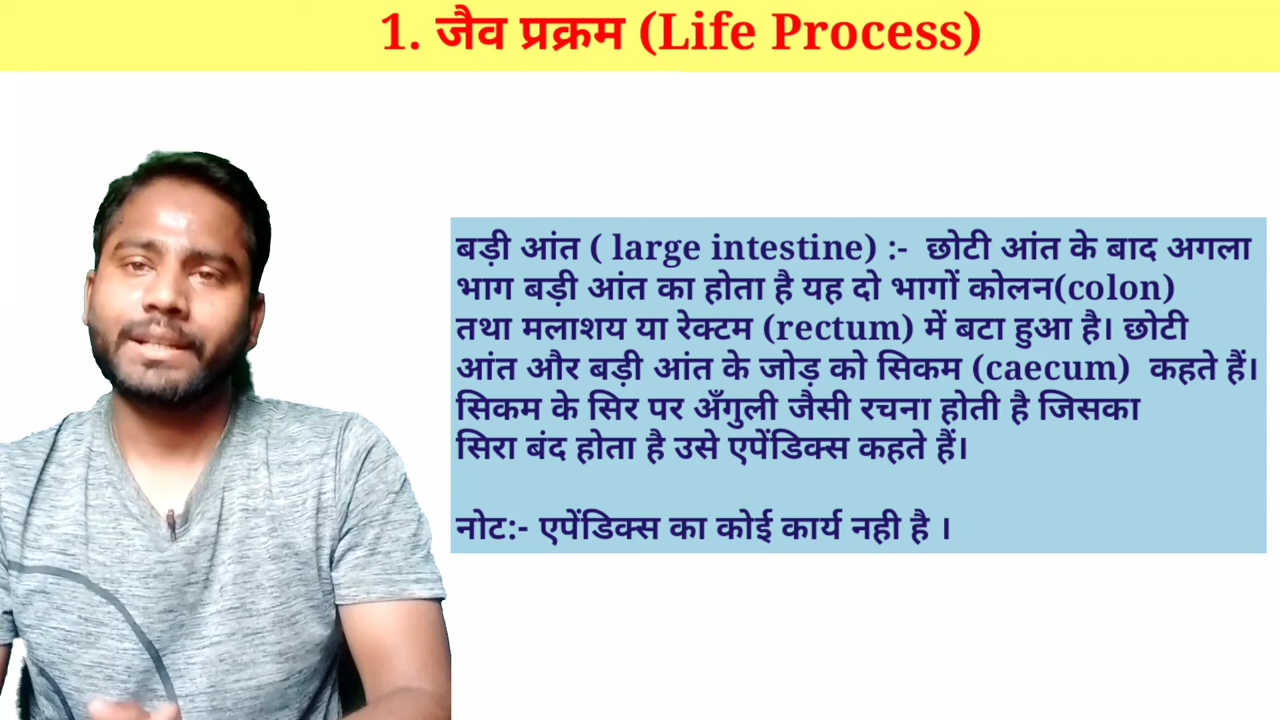 1. जैव प्रक्रम (Life Process)
बड़ी आंत ( large intestine) :- छोटी आंत के बाद अगला
भाग बड़ी आंत का होता है यह दो भागों कोलन(colon)
तथा मलाशय या रेक्टम (rectum) में बटा हुआ है। छोटी
आंत और बड़ी आंत के जोड़ को सिकम (caecum) कहते हैं।
सिकम के सिर पर अँगुली जैसी रचना होती है जिसका
सिरा बंद होता है उसे एपेंडिक्स कहते हैं।
नोट:- एपेंडिक्स का कोई कार्य नही है ।